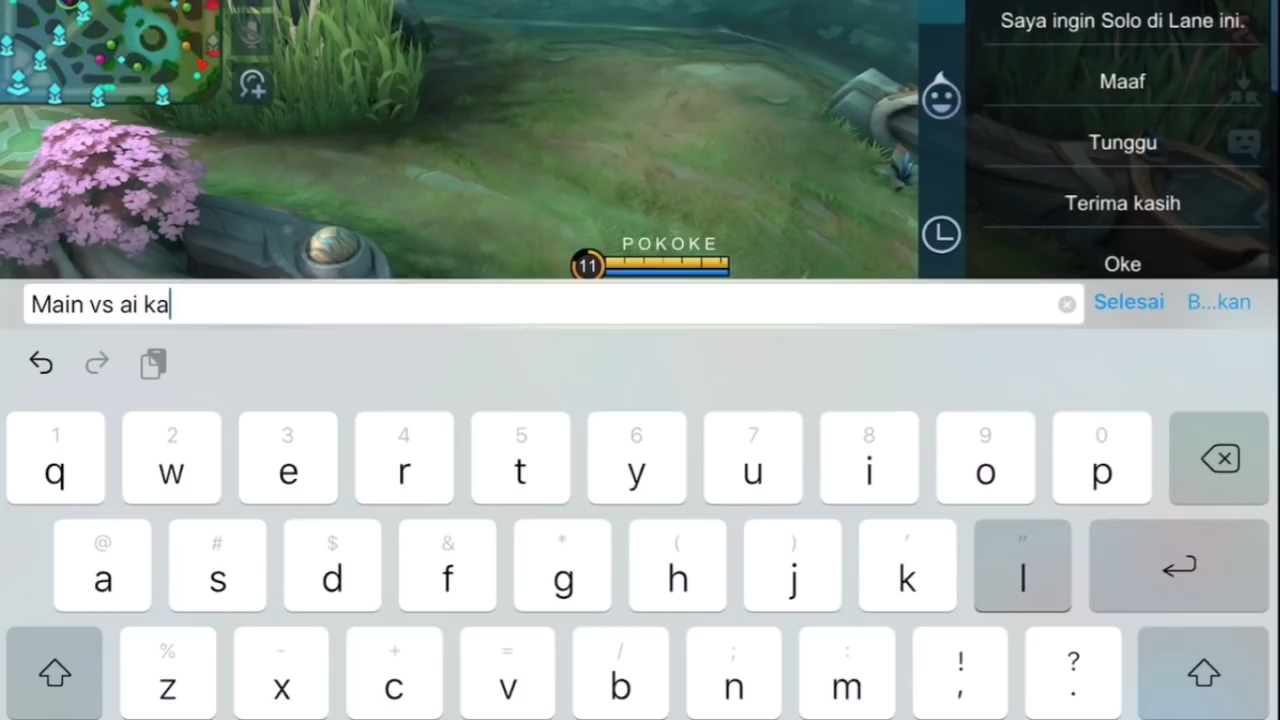 Saya ingin Solo di Lane ini.
Maaf
Tunggu
Terima kasih
Oke
POKOKE
11
Main vs ai ka
Selesai B...kan
1 2 3 4 5 6 7 8 9 0
q w e r t y u i o p
@ # $ & * ( ) ' "
a s d f g h j k l
% - + = / ; : ! ?
z x c v b n m , .